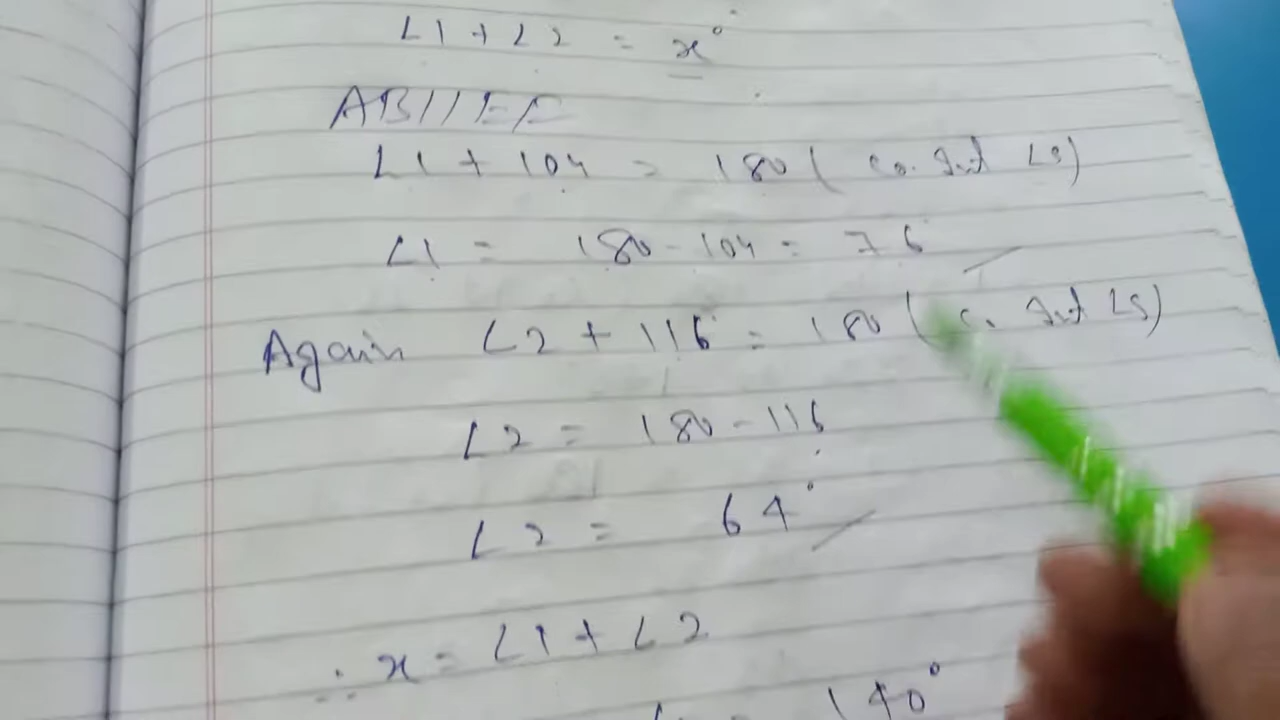 ∠1 + ∠2 = x°
AB // EF
∠1 + 104 = 180 ( Co. Int ∠s)
∠1 = 180 - 104 = 76
Again ∠2 + 116 = 180 ( Co. Int ∠s)
∠2 = 180 - 116
∠2 = 64°
∴ x = ∠1 + ∠2
= 140°